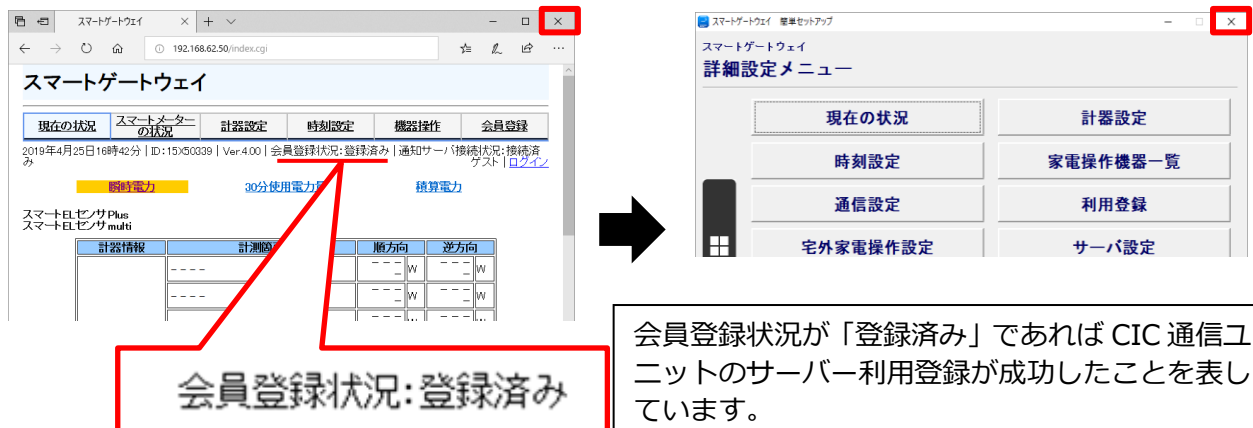 スマートゲートウェイ
192.168.62.50/index.cgi
スマートゲートウェイ
現在の状況 スマートメーターの状況 計器設定 時刻設定 機器操作 会員登録
2019年4月25日16時42分 | ID:15X50339 | Ver.4.00 | 会員登録状況:登録済み | 通知サーバ接続状況:接続済
み ゲスト | ログイン
瞬時電力 30分使用電力量 積算電力
スマートELセンサPlus
スマートELセンサmulti
計器情報 計測箇 順方向 逆方向
---- --- W --- W
---- --- W --- W
会員登録状況:登録済み
スマートゲートウェイ 簡単セットアップ
スマートゲートウェイ
詳細設定メニュー
現在の状況 計器設定
時刻設定 家電操作機器一覧
通信設定 利用登録
宅外家電操作設定 サーバ設定
会員登録状況が「登録済み」であれば CIC 通信ユ
ニットのサーバー利用登録が成功したことを表し
ています。